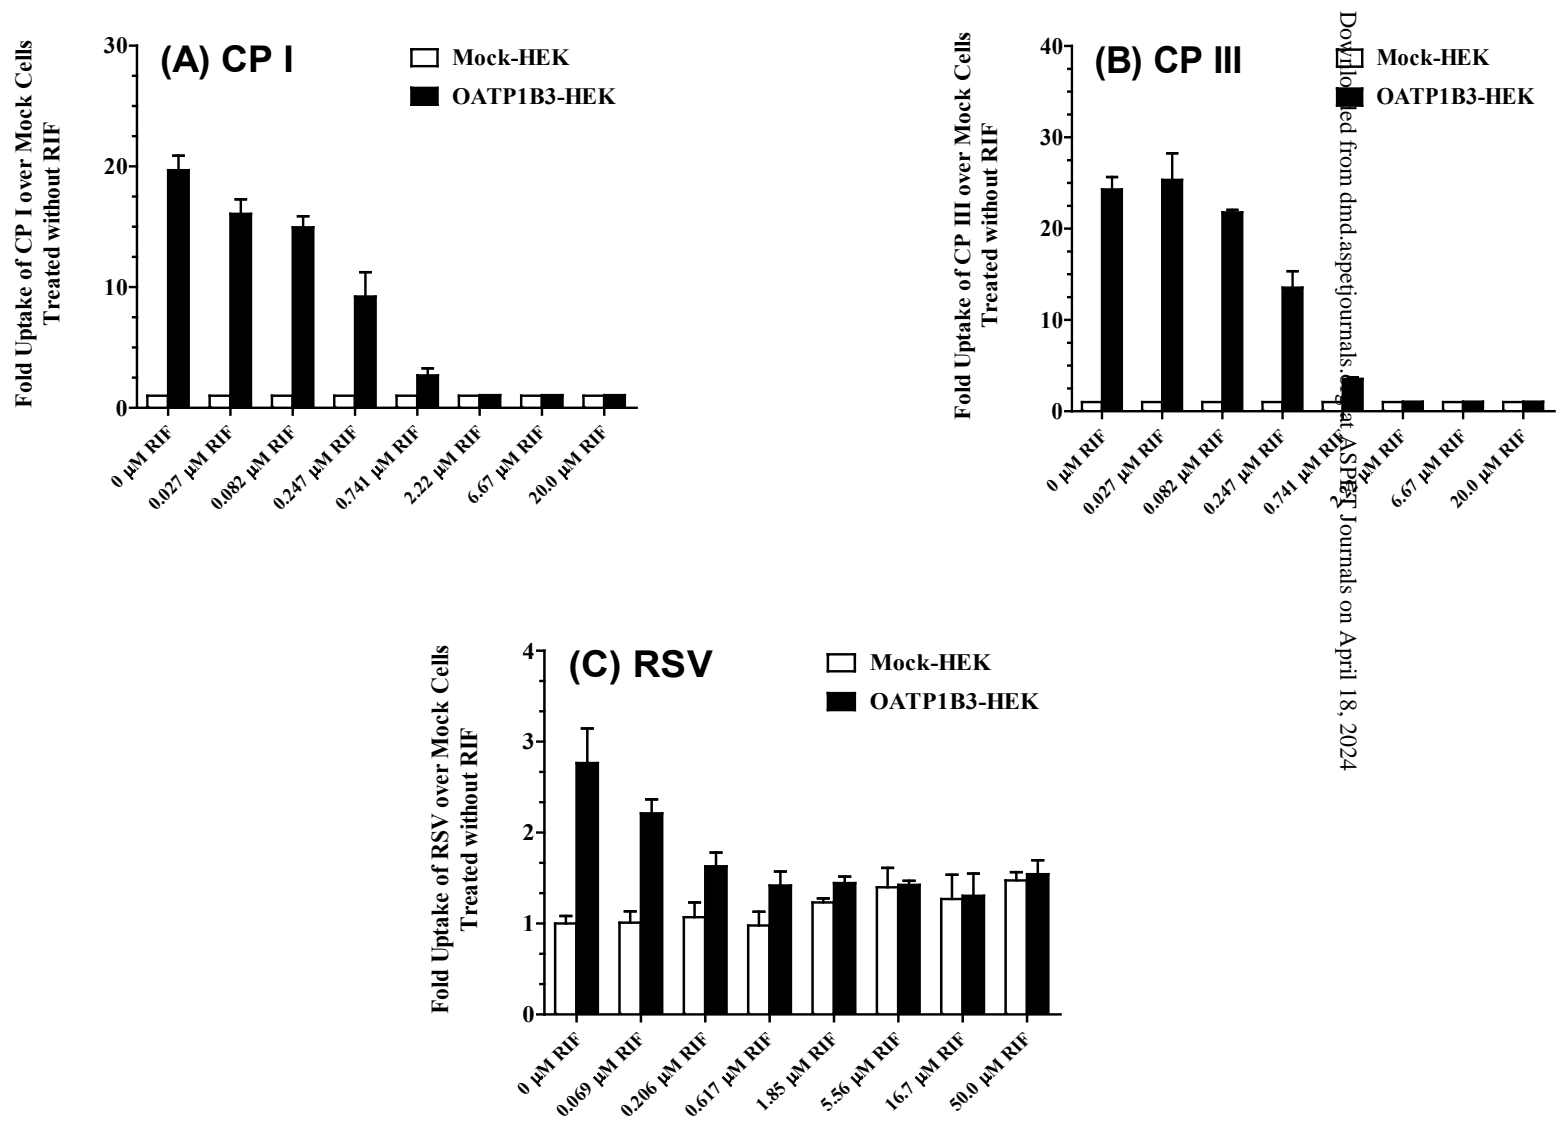 (A) CP I
Mock-HEK
OATP1B3-HEK
Fold Uptake of CP I over Mock Cells
Treated without RIF
30
20
10
0
0 µM RIF
0.027 µM RIF
0.082 µM RIF
0.247 µM RIF
0.741 µM RIF
2.22 µM RIF
6.67 µM RIF
20.0 µM RIF
(B) CP III
Mock-HEK
OATP1B3-HEK
Fold Uptake of CP III over Mock Cells
Treated without RIF
40
30
20
10
0
0 µM RIF
0.027 µM RIF
0.082 µM RIF
0.247 µM RIF
0.741 µM RIF
2.22 µM RIF
6.67 µM RIF
20.0 µM RIF
Downloaded from dmd.aspetjournals.org at ASPET Journals on April 18, 2024
(C) RSV
Mock-HEK
OATP1B3-HEK
Fold Uptake of RSV over Mock Cells
Treated without RIF
4
3
2
1
0
0 µM RIF
0.069 µM RIF
0.206 µM RIF
0.617 µM RIF
1.85 µM RIF
5.56 µM RIF
16.7 µM RIF
50.0 µM RIF